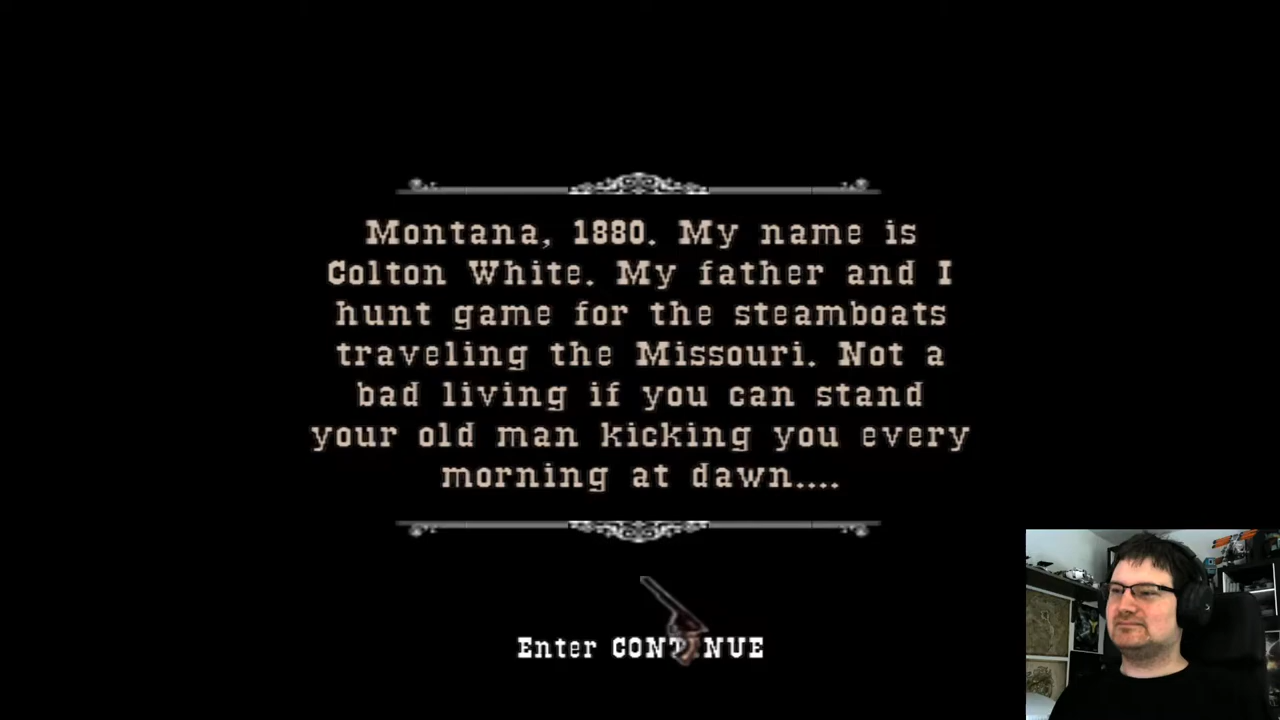 Montana, 1880. My name is
Colton White. My father and I
hunt game for the steamboats
traveling the Missouri. Not a
bad living if you can stand
your old man kicking you every
morning at dawn....
Enter CONTINUE